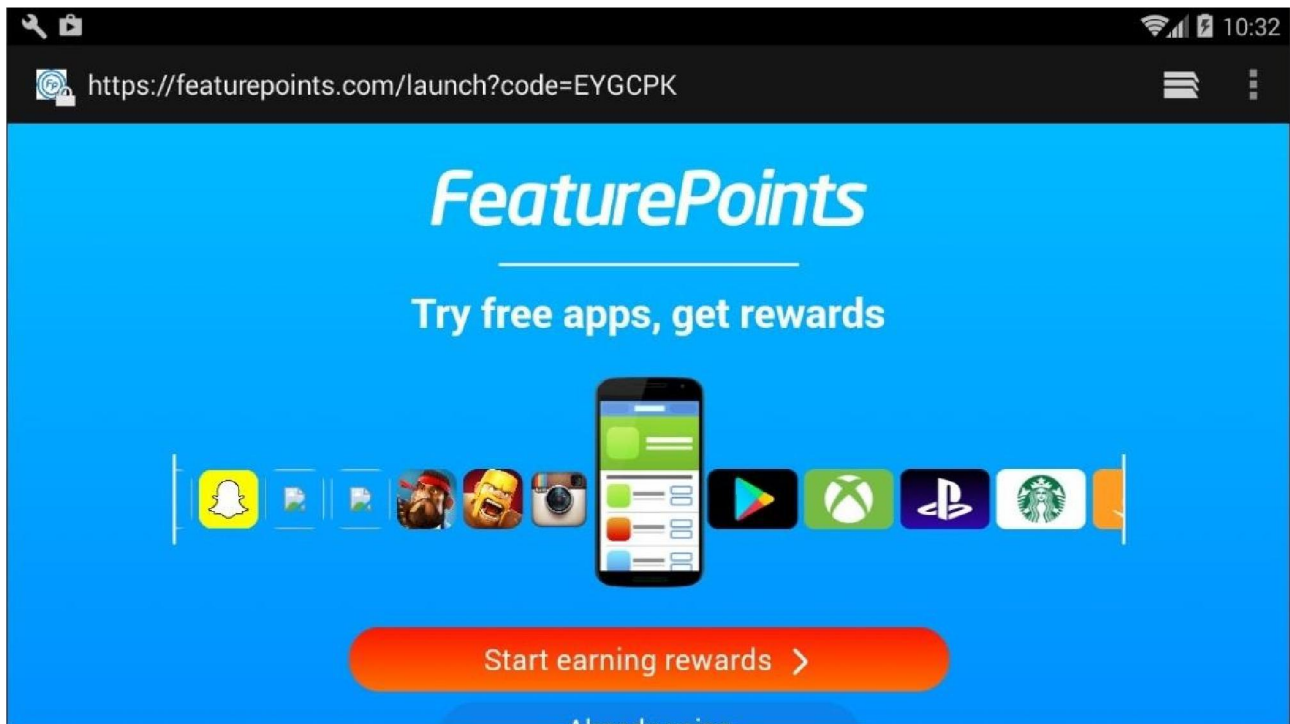 10:32
https://featurepoints.com/launch?code=EYGCPK
FeaturePoints
Try free apps, get rewards
Start earning rewards